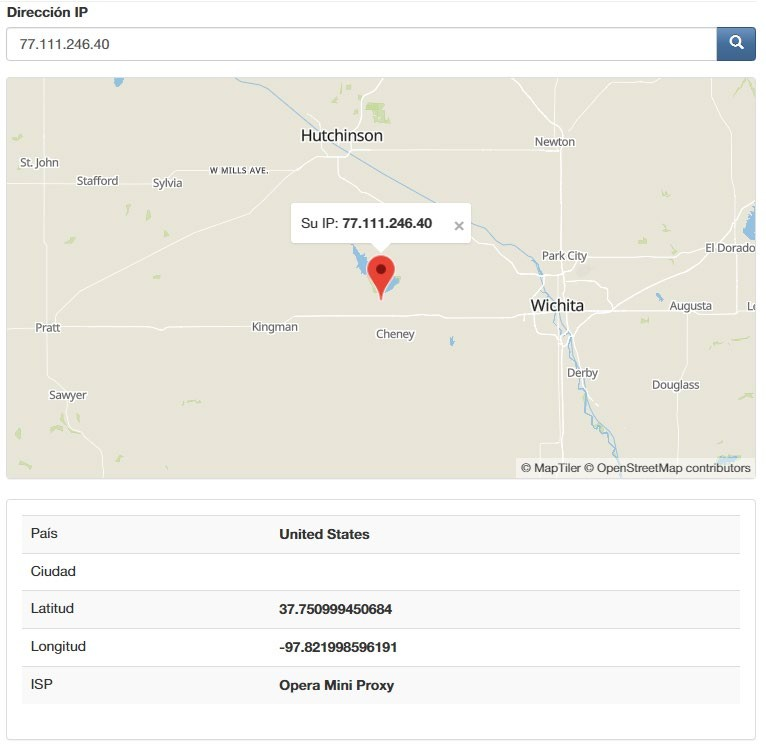 Dirección IP
77.111.246.40
Hutchinson
Newton
St. John
W MILLS AVE.
Stafford
Sylvia
Su IP: 77.111.246.40 ×
El Dorado
Park City
Wichita
Augusta
Pratt
Kingman
Cheney
Derby
Douglass
Sawyer
© MapTiler © OpenStreetMap contributors
País United States
Ciudad
Latitud 37.750999450684
Longitud -97.821998596191
ISP Opera Mini Proxy